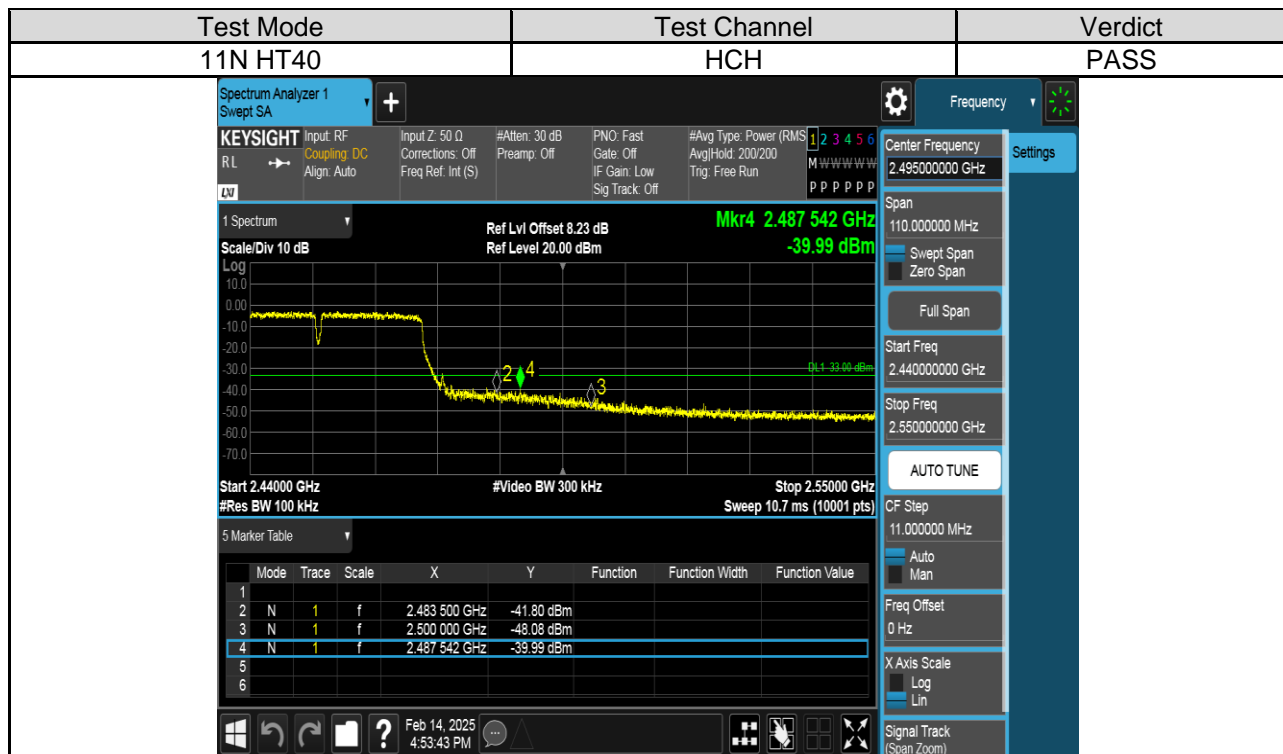 Test Mode Test Channel Verdict
11N HT40 HCH PASS
Spectrum Analyzer 1
Swept SA
+
Frequency
KEYSIGHT
RL
LXI
Input: RF
Coupling: DC
Align: Auto
Input Z: 50 Ω
Corrections: Off
Freq Ref: Int (S)
#Atten: 30 dB
Preamp: Off
PNO: Fast
Gate: Off
IF Gain: Low
Sig Track: Off
#Avg Type: Power (RMS
Avg|Hold: 200/200
Trig: Free Run
1 2 3 4 5 6
M W W W W W
P P P P P P
1 Spectrum
Scale/Div 10 dB
Ref Lvl Offset 8.23 dB
Ref Level 20.00 dBm
Mkr4 2.487 542 GHz
-39.99 dBm
Log
10.0
0.00
-10.0
-20.0
-30.0
-40.0
-50.0
-60.0
-70.0
DL1 -33.00 dBm
2
4
3
Start 2.44000 GHz #Video BW 300 kHz Stop 2.55000 GHz
#Res BW 100 kHz Sweep 10.7 ms (10001 pts)
5 Marker Table
Mode Trace Scale X Y Function Function Width Function Value
1
2 N 1 f 2.483 500 GHz -41.80 dBm
3 N 1 f 2.500 000 GHz -48.08 dBm
4 N 1 f 2.487 542 GHz -39.99 dBm
5
6
?
Feb 14, 2025
4:53:43 PM
Center Frequency
2.495000000 GHz
Settings
Span
110.000000 MHz
Swept Span
Zero Span
Full Span
Start Freq
2.440000000 GHz
Stop Freq
2.550000000 GHz
AUTO TUNE
CF Step
11.000000 MHz
Auto
Man
Freq Offset
0 Hz
X Axis Scale
Log
Lin
Signal Track
(Span Zoom)